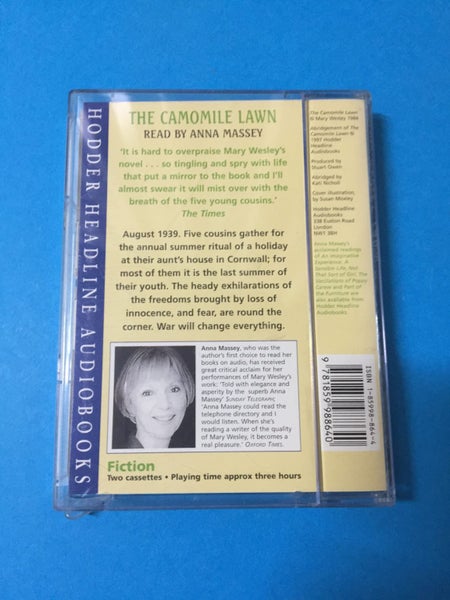 HODDER HEADLINE AUDIOBOOKS
THE CAMOMILE LAWN
READ BY ANNA MASSEY
'It is hard to overpraise Mary Wesley's
novel . . . so tingling and spry with life
that put a mirror to the book and I'll
almost swear it will mist over with the
breath of the five young cousins.'
The Times
August 1939. Five cousins gather for
the annual summer ritual of a holiday
at their aunt's house in Cornwall; for
most of them it is the last summer of
their youth. The heady exhilarations of
the freedoms brought by loss of
innocence, and fear, are round the
corner. War will change everything.
Anna Massey, who was the
author's first choice to read her
books on audio, has received
great critical acclaim for her
performances of Mary Wesley's
work: 'Told with elegance and
asperity by the superb Anna
Massey' SUNDAY TELEGRAPH;
'Anna Massey could read the
telephone directory and I
would listen. When she's
reading a writer of the quality
of Mary Wesley, it becomes a
real pleasure.' OXFORD TIMES.
Fiction
Two cassettes • Playing time approx three hours
The Camomile Lawn
© Mary Wesley 1984
Abridgement of The
Camomile Lawn ©
1997 Hodder
Headline
Audiobooks
Produced by
Stuart Owen
Abridged by
Kati Nicholl
Cover illustration,
by Susan Moxley
Hodder Headline
Audiobooks
338 Euston Road
London
NW1 3BH
Anna Massey's
acclaimed readings
of An Imaginative
Experience, A
Sensible Life, Not
That Sort of Girl, The
Vacillations of Poppy
Carew and Part of
the Furniture are
also available from
Hodder Headline
Audiobooks.
ISBN 1-85998-864-4
9 781859 988640